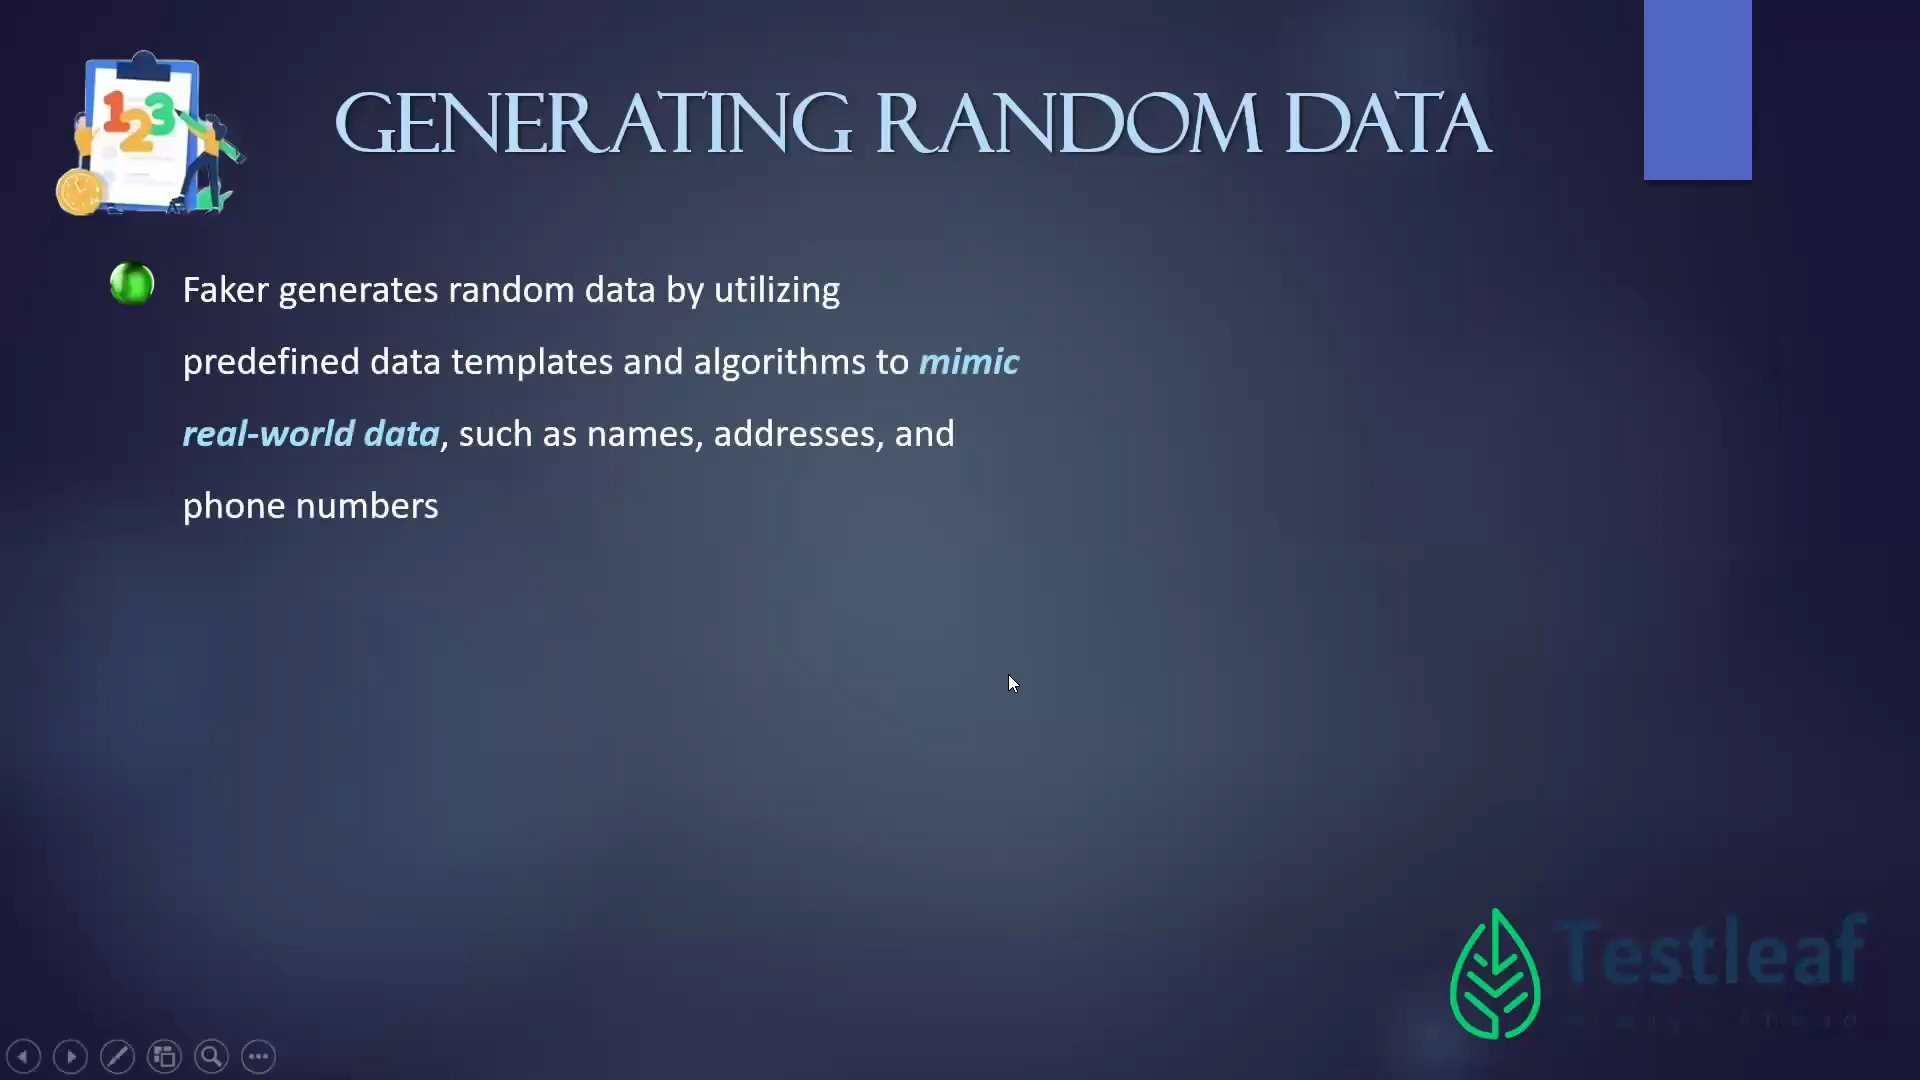 GENERATING RANDOM DATA
123
Faker generates random data by utilizing
predefined data templates and algorithms to mimic
real-world data, such as names, addresses, and
phone numbers
Testleaf